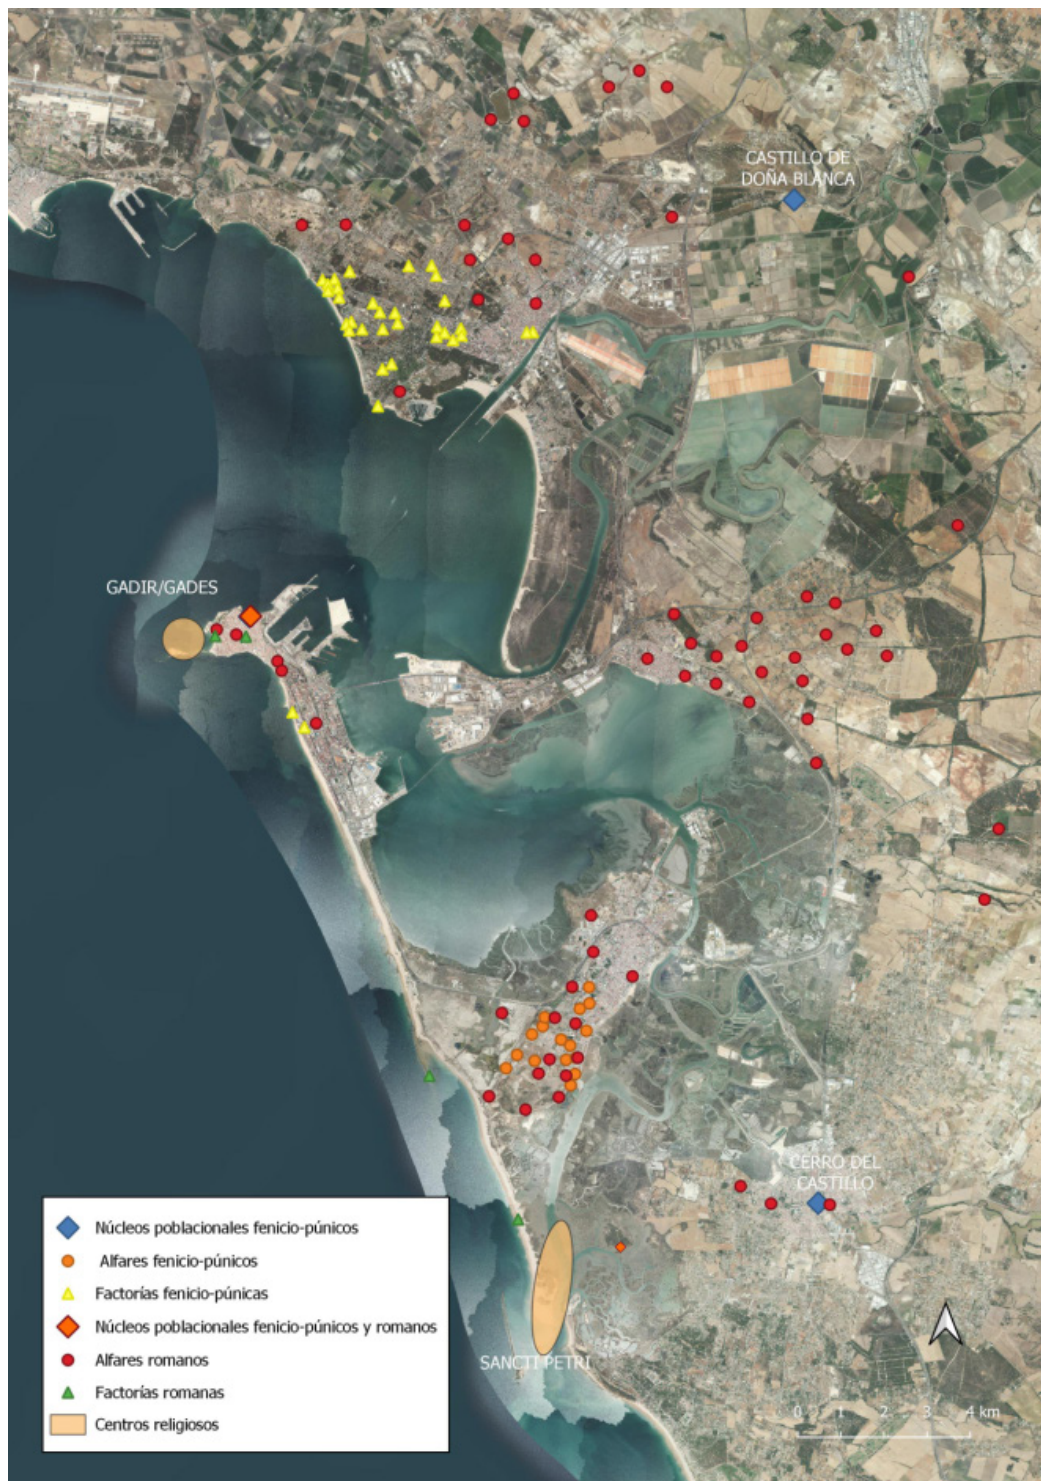 CASTILLO DE
DOÑA BLANCA
GADIR/GADES
CERRO DEL
CASTILLO
SANCTI PETRI
Núcleos poblacionales fenicio-púnicos
Alfares fenicio-púnicos
Factorías fenicio-púnicas
Núcleos poblacionales fenicio-púnicos y romanos
Alfares romanos
Factorías romanas
Centros religiosos
0 1 2 3 4 km